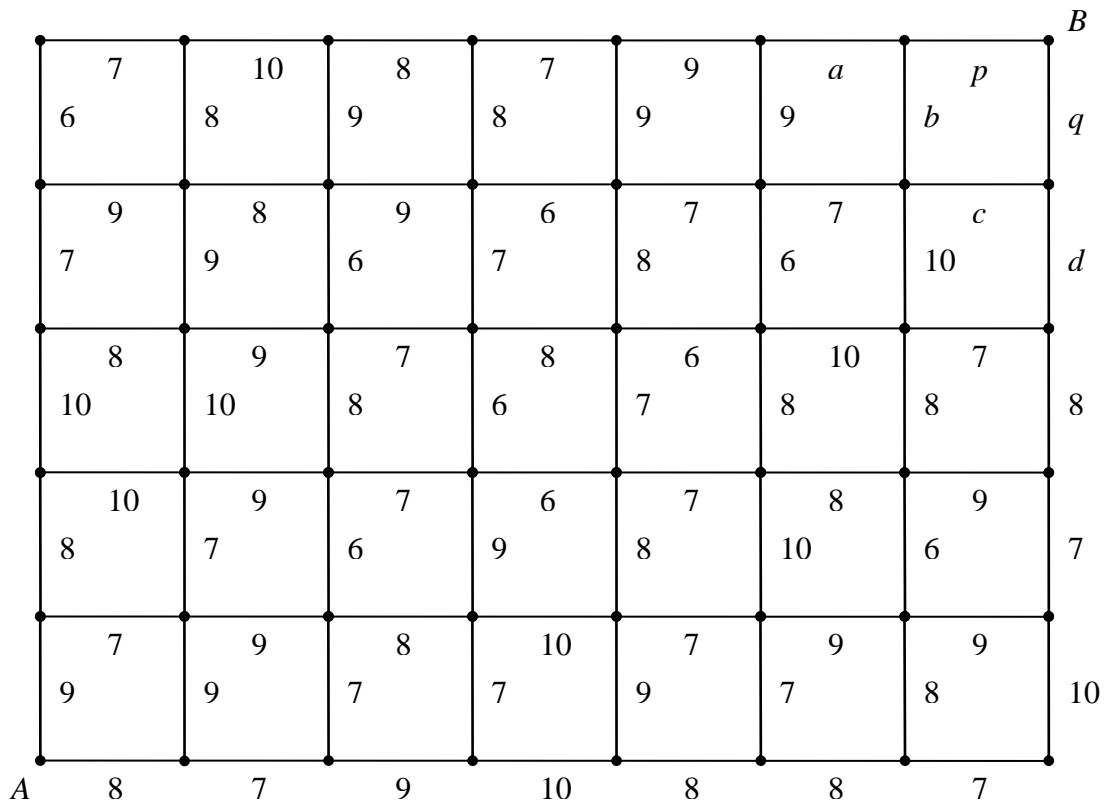 B
7 10 8 7 9 a p
6 8 9 8 9 9 b q
9 8 9 6 7 7 c
7 9 6 7 8 6 10 d
8 9 7 8 6 10 7
10 10 8 6 7 8 8 8
10 9 7 6 7 8 9
8 7 6 9 8 10 6 7
7 9 8 10 7 9 9
9 9 7 7 9 7 8 10
A 8 7 9 10 8 8 7